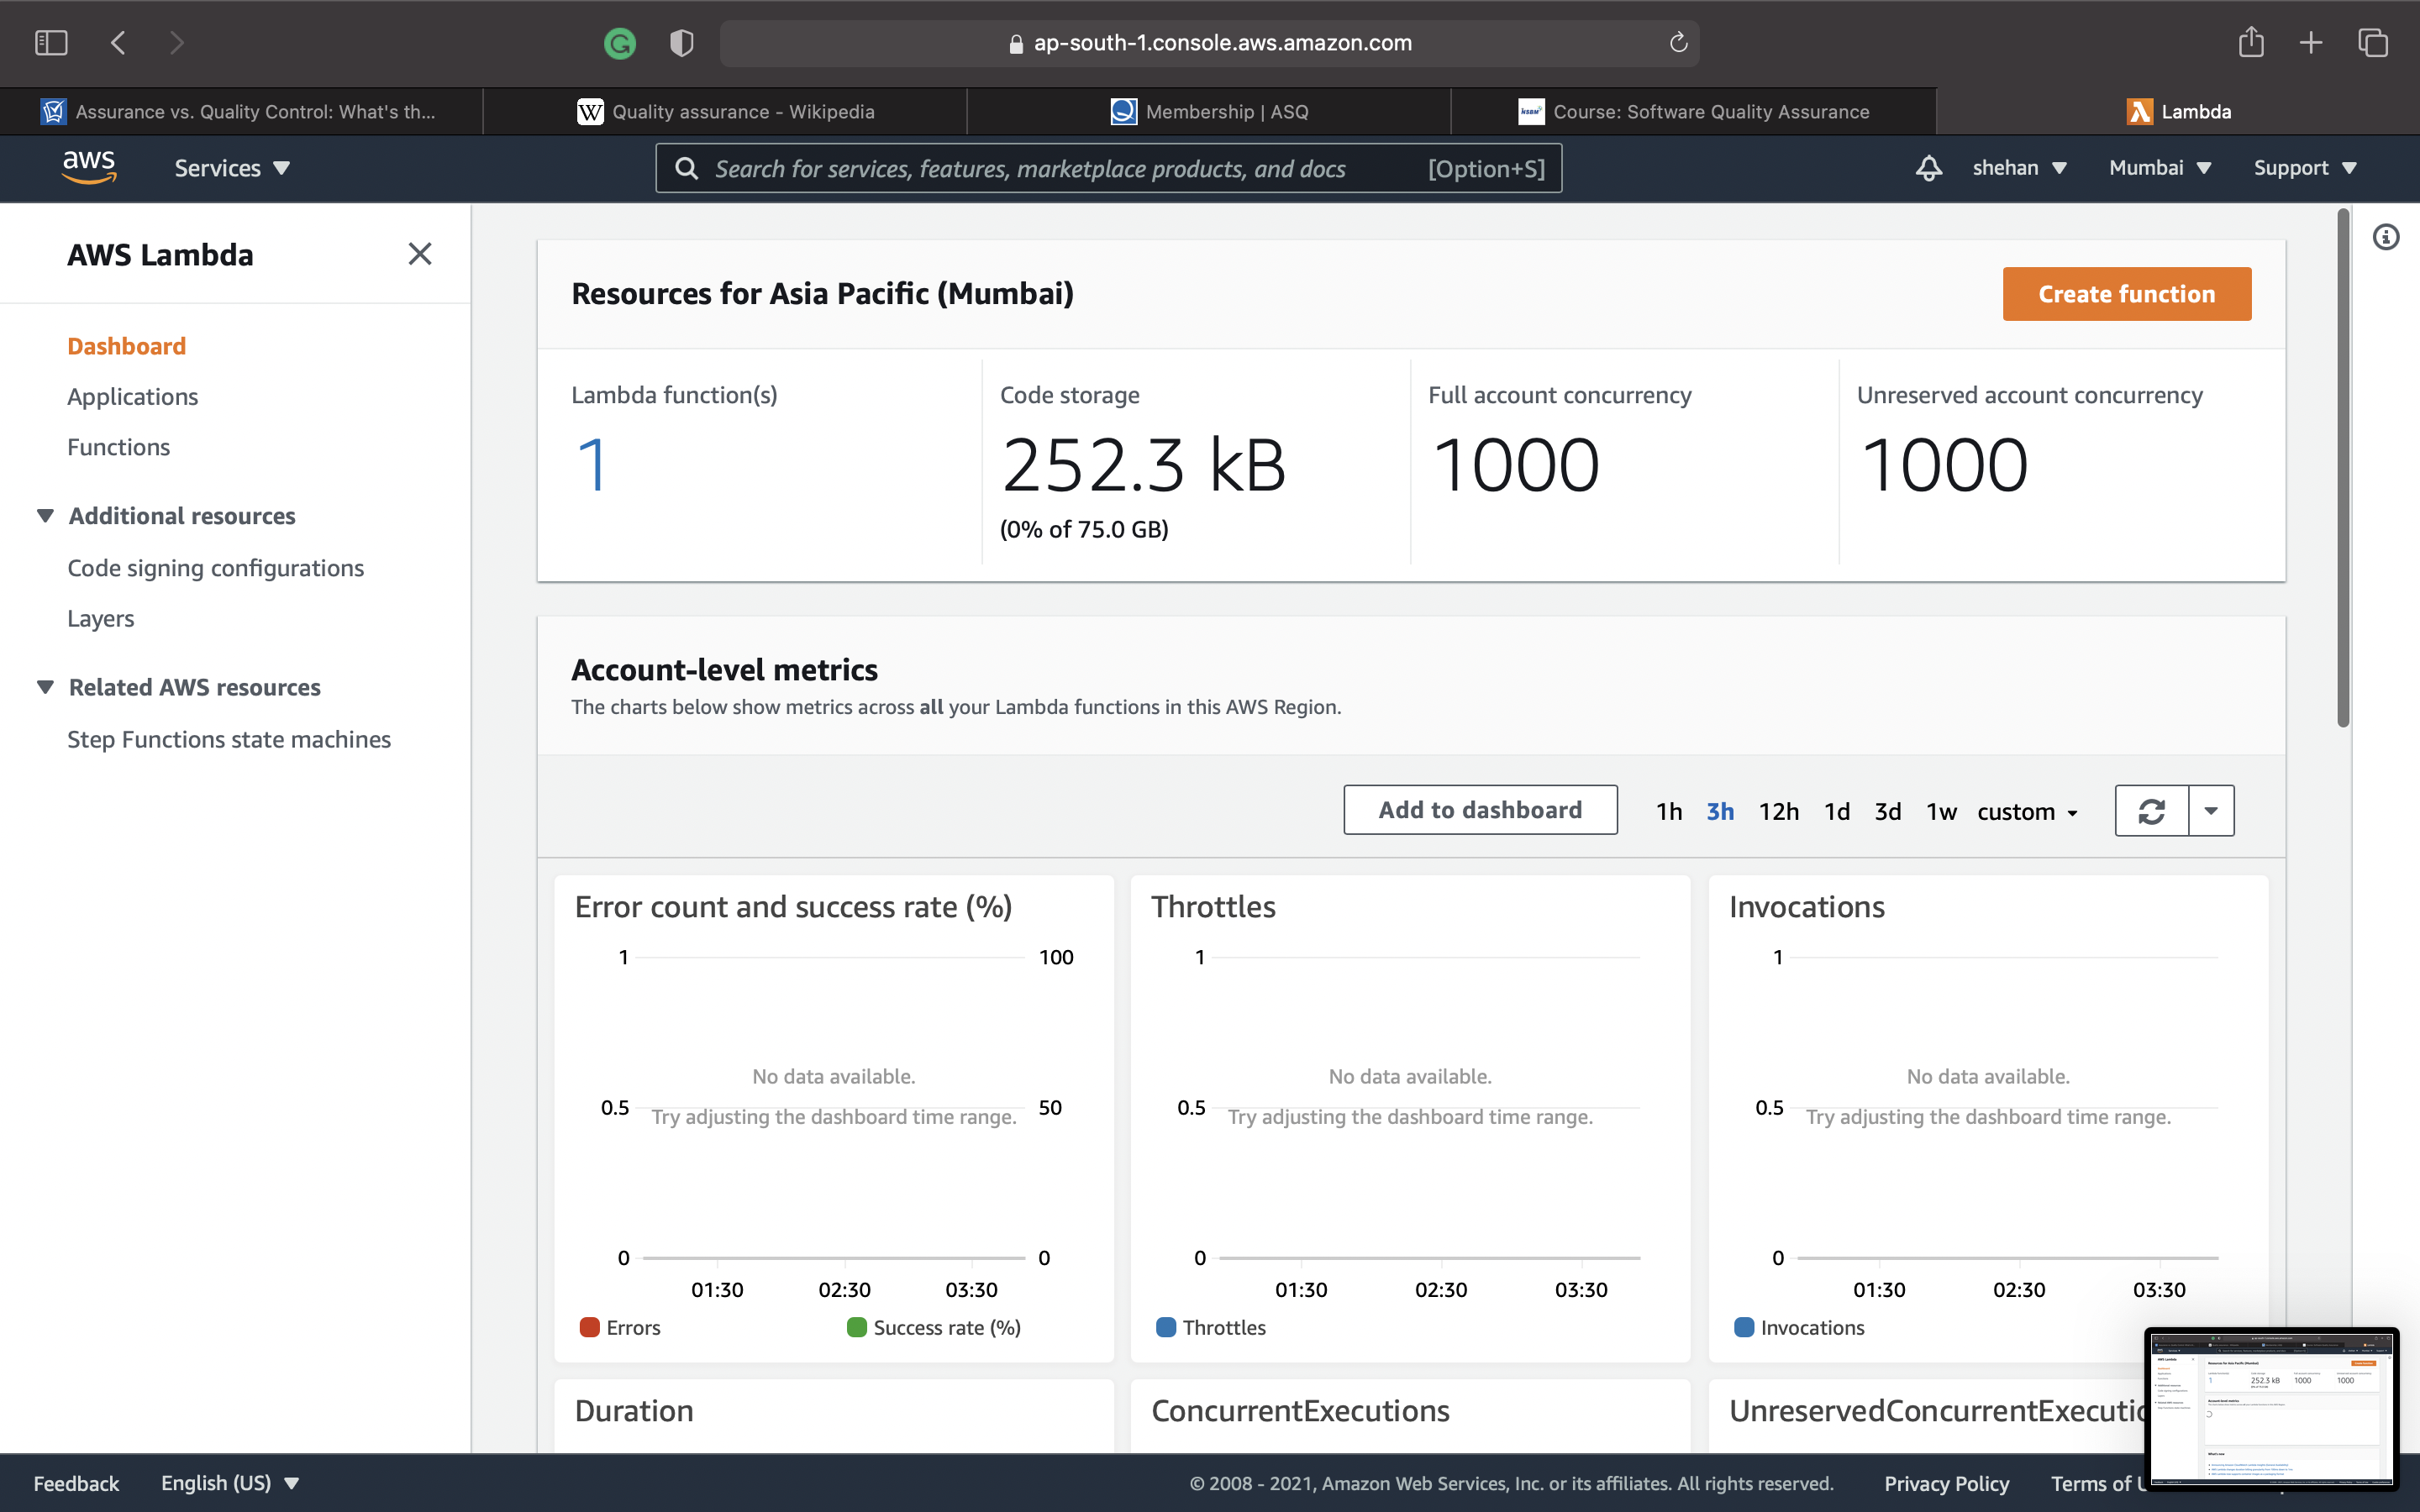 ap-south-1.console.aws.amazon.com
Assurance vs. Quality Control: What's th...
Quality assurance - Wikipedia
Membership | ASQ
Course: Software Quality Assurance
Lambda
aws
Services
Search for services, features, marketplace products, and docs [Option+S]
shehan
Mumbai
Support
AWS Lambda
Dashboard
Applications
Functions
Additional resources
Code signing configurations
Layers
Related AWS resources
Step Functions state machines
Resources for Asia Pacific (Mumbai)
Create function
Lambda function(s)
1
Code storage
252.3 kB
(0% of 75.0 GB)
Full account concurrency
1000
Unreserved account concurrency
1000
Account-level metrics
The charts below show metrics across all your Lambda functions in this AWS Region.
Add to dashboard
1h 3h 12h 1d 3d 1w custom
Error count and success rate (%)
1 100
No data available.
0.5 50
Try adjusting the dashboard time range.
0 0
01:30 02:30 03:30
Errors Success rate (%)
Throttles
1
No data available.
0.5
Try adjusting the dashboard time range.
0
01:30 02:30 03:30
Throttles
Invocations
1
No data available.
0.5
Try adjusting the dashboard time range.
0
01:30 02:30 03:30
Invocations
Duration
ConcurrentExecutions
UnreservedConcurrentExecutic
Feedback
English (US)
© 2008 - 2021, Amazon Web Services, Inc. or its affiliates. All rights reserved.
Privacy Policy
Terms of